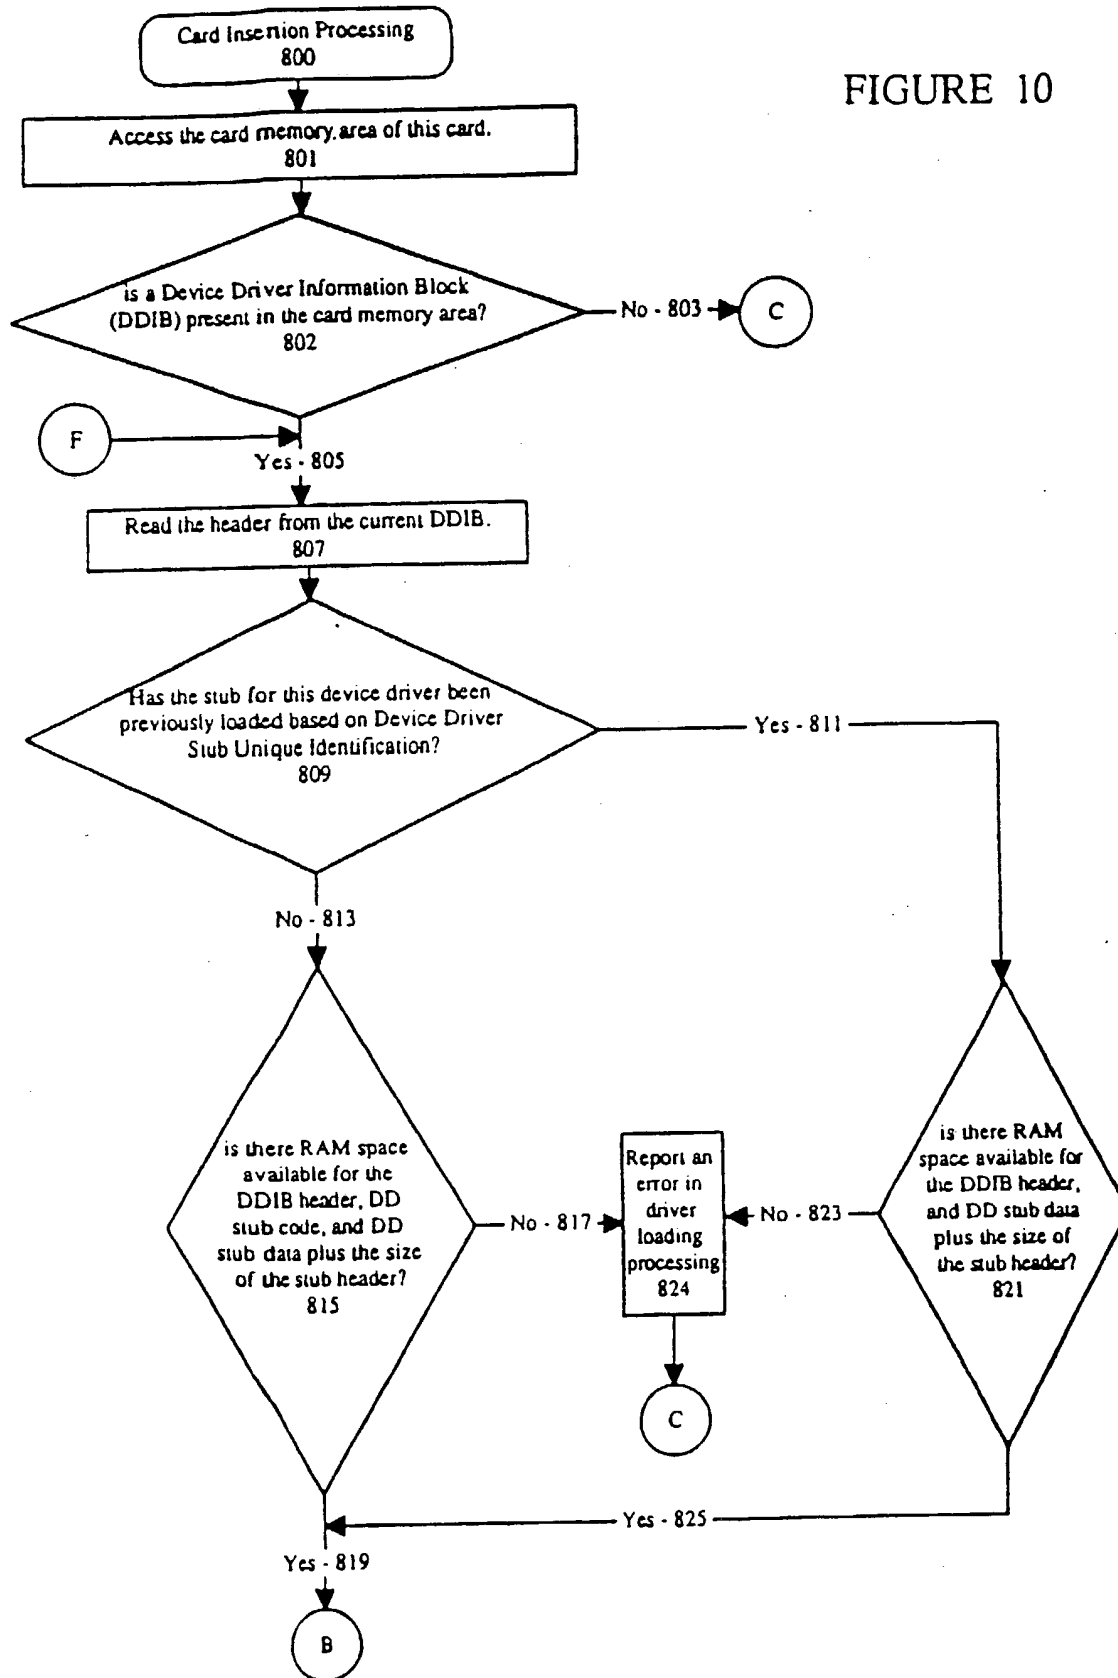 Card Insertion Processing
800
FIGURE 10
Access the card memory area of this card.
801
is a Device Driver Information Block
(DDIB) present in the card memory area?
802
No - 803
C
F
Yes - 805
Read the header from the current DDIB.
807
Has the stub for this device driver been
previously loaded based on Device Driver
Stub Unique Identification?
809
Yes - 811
No - 813
is there RAM space
available for the
DDIB header, DD
stub code, and DD
stub data plus the size
of the stub header?
815
No - 817
Report an
error in
driver
loading
processing
824
No - 823
is there RAM
space available for
the DDIB header,
and DD stub data
plus the size of
the stub header?
821
C
Yes - 825
Yes - 819
B